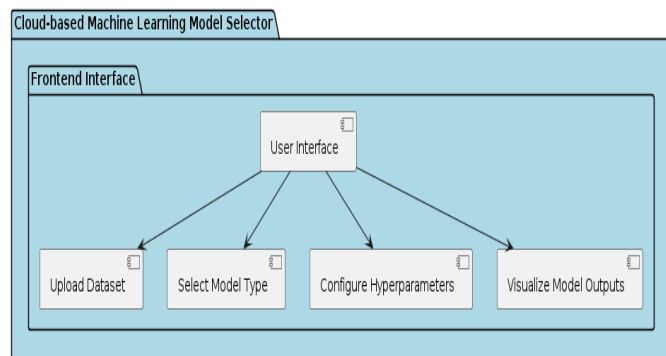 Cloud-based Machine Learning Model Selector
Frontend Interface
User Interface
Upload Dataset
Select Model Type
Configure Hyperparameters
Visualize Model Outputs